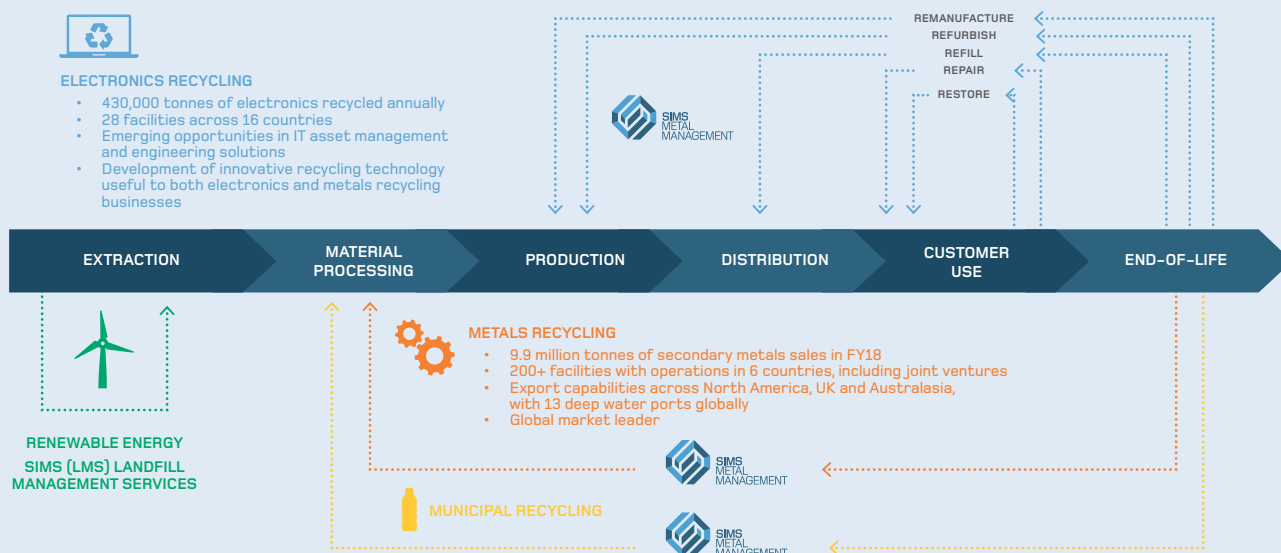 REMANUFACTURE
REFURBISH
REFILL
REPAIR
RESTORE
ELECTRONICS RECYCLING
• 430,000 tonnes of electronics recycled annually
• 28 facilities across 16 countries
• Emerging opportunities in IT asset management
and engineering solutions
• Development of innovative recycling technology
useful to both electronics and metals recycling
businesses
SIMS
METAL
MANAGEMENT
EXTRACTION
MATERIAL
PROCESSING
PRODUCTION
DISTRIBUTION
CUSTOMER
USE
END-OF-LIFE
METALS RECYCLING
• 9.9 million tonnes of secondary metals sales in FY18
• 200+ facilities with operations in 6 countries, including joint ventures
• Export capabilities across North America, UK and Australasia,
with 13 deep water ports globally
• Global market leader
RENEWABLE ENERGY
SIMS (LMS) LANDFILL
MANAGEMENT SERVICES
SIMS
METAL
MANAGEMENT
MUNICIPAL RECYCLING
SIMS
METAL
MANAGEMENT